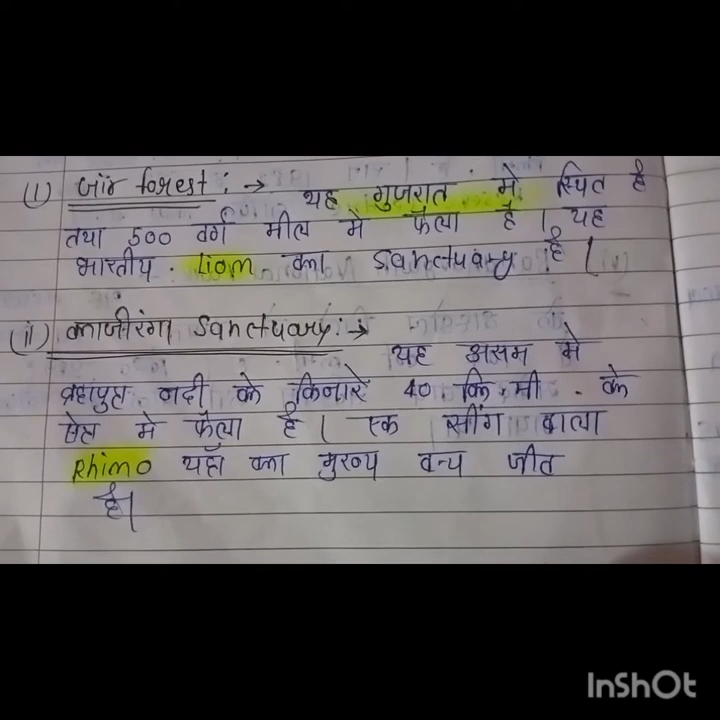 (i) Gir forest : → यह गुजरात में स्थित है
तथा 500 वर्ग मील मे फैला है। यह
भारतीय Lion का Sanctuary है।
(ii) काजीरंगा Sanctuary : →
यह असम मे
ब्रह्मपुत्र नदी के किनारे 40 कि.मी. के
क्षेत्र मे फैला है। एक सींग वाला
Rhino यहाँ का मुख्य वन्य जीव
है।
InShOt